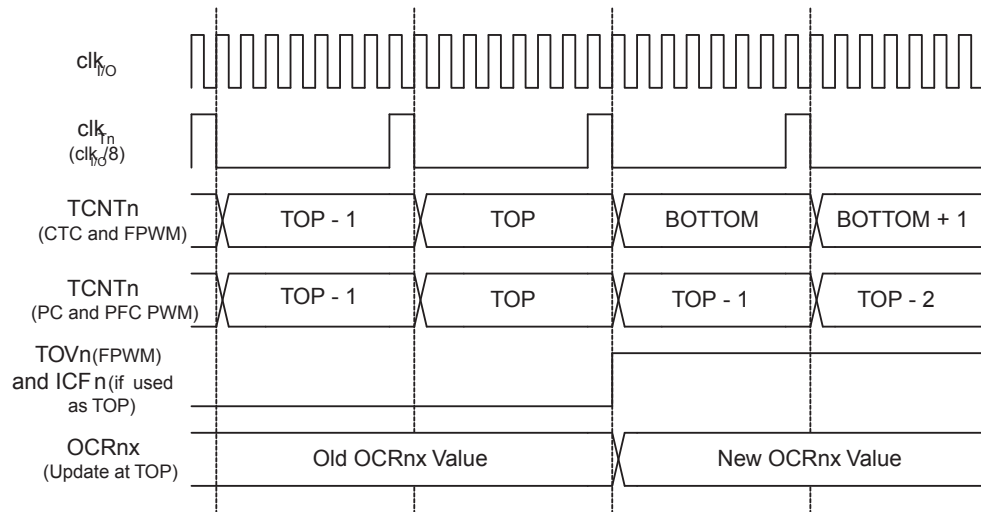 clkI/O
clkTn
(clkI/O/8)
TCNTn
(CTC and FPWM)
TOP - 1
TOP
BOTTOM
BOTTOM + 1
TCNTn
(PC and PFC PWM)
TOP - 1
TOP
TOP - 1
TOP - 2
TOVn(FPWM)
and ICFn(if used
as TOP)
OCRnx
(Update at TOP)
Old OCRnx Value
New OCRnx Value